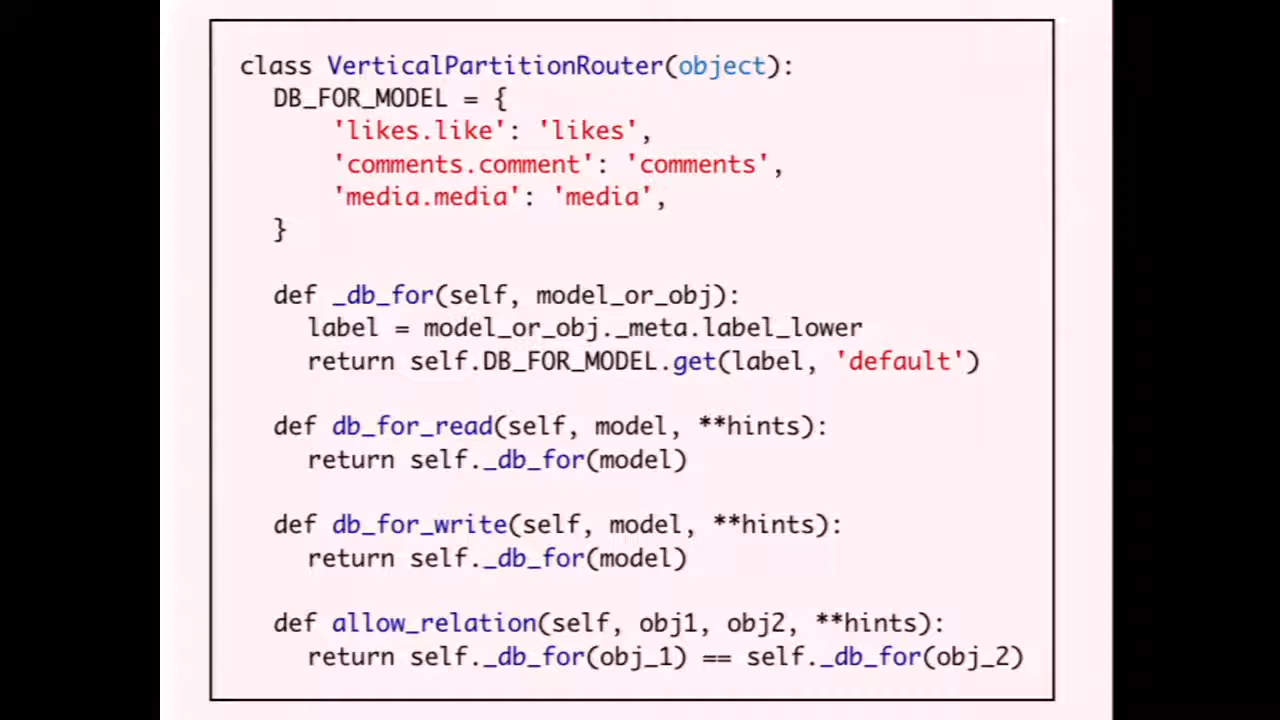 class VerticalPartitionRouter(object):
    DB_FOR_MODEL = {
        'likes.like': 'likes',
        'comments.comment': 'comments',
        'media.media': 'media',
    }

    def _db_for(self, model_or_obj):
        label = model_or_obj._meta.label_lower
        return self.DB_FOR_MODEL.get(label, 'default')

    def db_for_read(self, model, **hints):
        return self._db_for(model)

    def db_for_write(self, model, **hints):
        return self._db_for(model)

    def allow_relation(self, obj1, obj2, **hints):
        return self._db_for(obj_1) == self._db_for(obj_2)